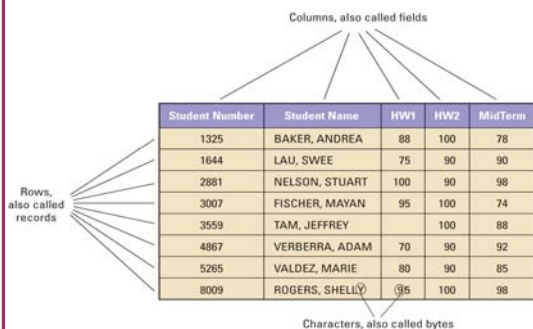 Columns, also called fields
Student Number Student Name HW1 HW2 MidTerm
1325 BAKER, ANDREA 88 100 78
1644 LAU, SWEE 75 90 90
2881 NELSON, STUART 100 90 98
Rows,
also called
records
3007 FISCHER, MAYAN 95 100 74
3559 TAM, JEFFREY 100 88
4867 VERBERRA, ADAM 70 90 92
5265 VALDEZ, MARIE 80 90 85
8009 ROGERS, SHELLY 95 100 98
Characters, also called bytes